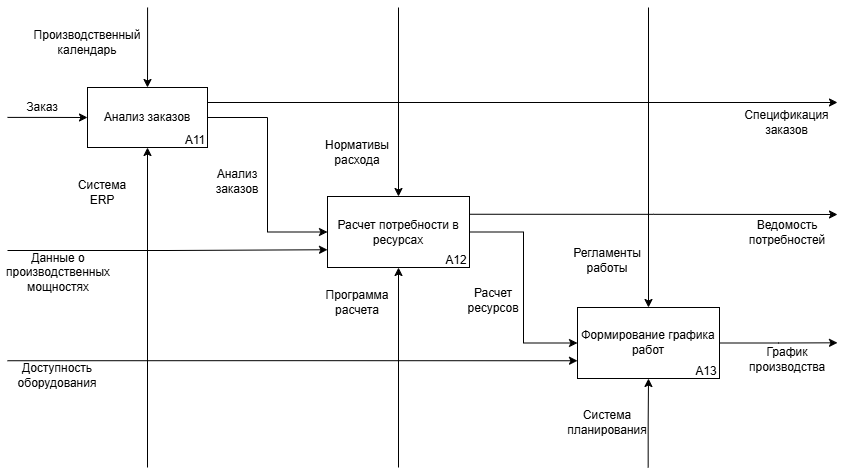 Производственный
календарь
Заказ
Анализ заказов
A11
Спецификация
заказов
Нормативы
расхода
Анализ
заказов
Система
ERP
Расчет потребности в
ресурсах
A12
Ведомость
потребностей
Данные о
производственных
мощностях
Регламенты
работы
Программа
расчета
Расчет
ресурсов
Формирование графика
работ
A13
График
производства
Доступность
оборудования
Система
планирования